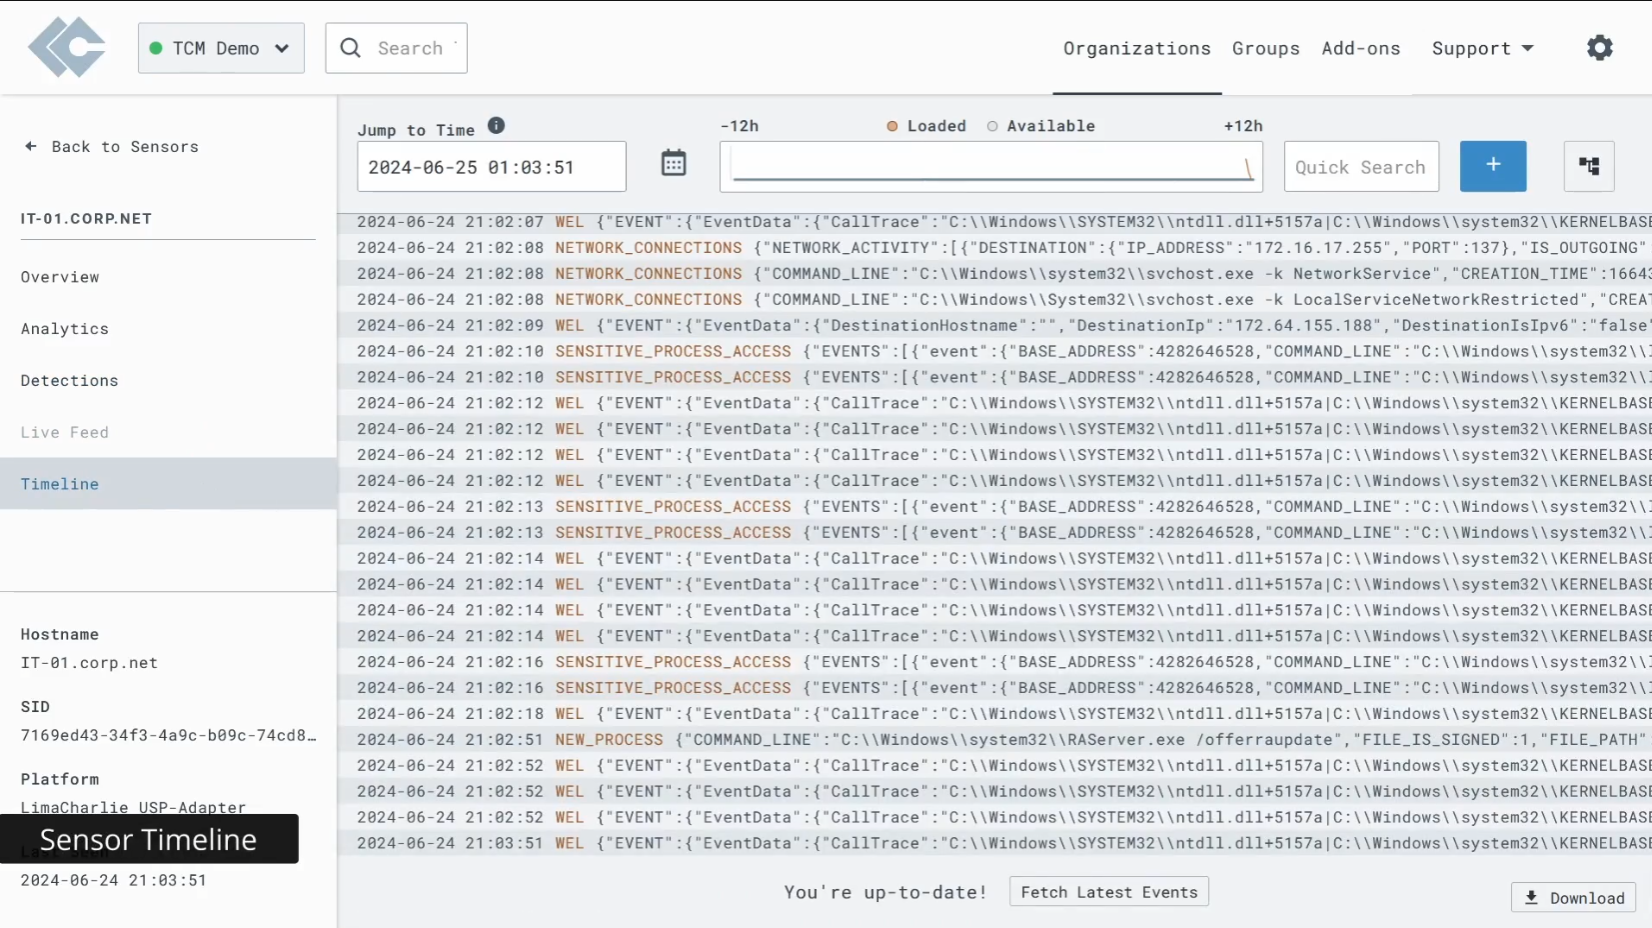 TCM Demo
Search
Organizations
Groups
Add-ons
Support
Back to Sensors
IT-01.CORP.NET
Overview
Analytics
Detections
Live Feed
Timeline
Hostname
IT-01.corp.net
SID
7169ed43-34f3-4a9c-b09c-74cd8…
Platform
LimaCharlie USP-Adapter
Sensor Timeline
2024-06-24 21:03:51
Jump to Time
2024-06-25 01:03:51
-12h
Loaded
Available
+12h
Quick Search
+
2024-06-24 21:02:07 WEL {"EVENT":{"EventData":{"CallTrace":"C:\\Windows\\SYSTEM32\\ntdll.dll+5157a|C:\\Windows\\system32\\KERNELBASE
2024-06-24 21:02:08 NETWORK_CONNECTIONS {"NETWORK_ACTIVITY":[{"DESTINATION":{"IP_ADDRESS":"172.16.17.255","PORT":137},"IS_OUTGOING"
2024-06-24 21:02:08 NETWORK_CONNECTIONS {"COMMAND_LINE":"C:\\Windows\\system32\\svchost.exe -k NetworkService","CREATION_TIME":16643
2024-06-24 21:02:08 NETWORK_CONNECTIONS {"COMMAND_LINE":"C:\\Windows\\System32\\svchost.exe -k LocalServiceNetworkRestricted","CREA
2024-06-24 21:02:09 WEL {"EVENT":{"EventData":{"DestinationHostname":"","DestinationIp":"172.64.155.188","DestinationIsIpv6":"false"
2024-06-24 21:02:10 SENSITIVE_PROCESS_ACCESS {"EVENTS":[{"event":{"BASE_ADDRESS":4282646528,"COMMAND_LINE":"C:\\Windows\\system32\\
2024-06-24 21:02:10 SENSITIVE_PROCESS_ACCESS {"EVENTS":[{"event":{"BASE_ADDRESS":4282646528,"COMMAND_LINE":"C:\\Windows\\system32\\
2024-06-24 21:02:12 WEL {"EVENT":{"EventData":{"CallTrace":"C:\\Windows\\SYSTEM32\\ntdll.dll+5157a|C:\\Windows\\system32\\KERNELBASE
2024-06-24 21:02:12 WEL {"EVENT":{"EventData":{"CallTrace":"C:\\Windows\\SYSTEM32\\ntdll.dll+5157a|C:\\Windows\\system32\\KERNELBASE
2024-06-24 21:02:12 WEL {"EVENT":{"EventData":{"CallTrace":"C:\\Windows\\SYSTEM32\\ntdll.dll+5157a|C:\\Windows\\system32\\KERNELBASE
2024-06-24 21:02:12 WEL {"EVENT":{"EventData":{"CallTrace":"C:\\Windows\\SYSTEM32\\ntdll.dll+5157a|C:\\Windows\\system32\\KERNELBASE
2024-06-24 21:02:13 SENSITIVE_PROCESS_ACCESS {"EVENTS":[{"event":{"BASE_ADDRESS":4282646528,"COMMAND_LINE":"C:\\Windows\\system32\\
2024-06-24 21:02:13 SENSITIVE_PROCESS_ACCESS {"EVENTS":[{"event":{"BASE_ADDRESS":4282646528,"COMMAND_LINE":"C:\\Windows\\system32\\
2024-06-24 21:02:14 WEL {"EVENT":{"EventData":{"CallTrace":"C:\\Windows\\SYSTEM32\\ntdll.dll+5157a|C:\\Windows\\system32\\KERNELBASE
2024-06-24 21:02:14 WEL {"EVENT":{"EventData":{"CallTrace":"C:\\Windows\\SYSTEM32\\ntdll.dll+5157a|C:\\Windows\\system32\\KERNELBASE
2024-06-24 21:02:14 WEL {"EVENT":{"EventData":{"CallTrace":"C:\\Windows\\SYSTEM32\\ntdll.dll+5157a|C:\\Windows\\system32\\KERNELBASE
2024-06-24 21:02:14 WEL {"EVENT":{"EventData":{"CallTrace":"C:\\Windows\\SYSTEM32\\ntdll.dll+5157a|C:\\Windows\\system32\\KERNELBASE
2024-06-24 21:02:16 SENSITIVE_PROCESS_ACCESS {"EVENTS":[{"event":{"BASE_ADDRESS":4282646528,"COMMAND_LINE":"C:\\Windows\\system32\\
2024-06-24 21:02:16 SENSITIVE_PROCESS_ACCESS {"EVENTS":[{"event":{"BASE_ADDRESS":4282646528,"COMMAND_LINE":"C:\\Windows\\system32\\
2024-06-24 21:02:18 WEL {"EVENT":{"EventData":{"CallTrace":"C:\\Windows\\SYSTEM32\\ntdll.dll+5157a|C:\\Windows\\system32\\KERNELBASE
2024-06-24 21:02:51 NEW_PROCESS {"COMMAND_LINE":"C:\\Windows\\system32\\RAServer.exe /offerraupdate","FILE_IS_SIGNED":1,"FILE_PATH"
2024-06-24 21:02:52 WEL {"EVENT":{"EventData":{"CallTrace":"C:\\Windows\\SYSTEM32\\ntdll.dll+5157a|C:\\Windows\\system32\\KERNELBASE
2024-06-24 21:02:52 WEL {"EVENT":{"EventData":{"CallTrace":"C:\\Windows\\SYSTEM32\\ntdll.dll+5157a|C:\\Windows\\system32\\KERNELBASE
2024-06-24 21:02:52 WEL {"EVENT":{"EventData":{"CallTrace":"C:\\Windows\\SYSTEM32\\ntdll.dll+5157a|C:\\Windows\\system32\\KERNELBASE
2024-06-24 21:03:51 WEL {"EVENT":{"EventData":{"CallTrace":"C:\\Windows\\SYSTEM32\\ntdll.dll+5157a|C:\\Windows\\system32\\KERNELBASE
You're up-to-date!
Fetch Latest Events
Download